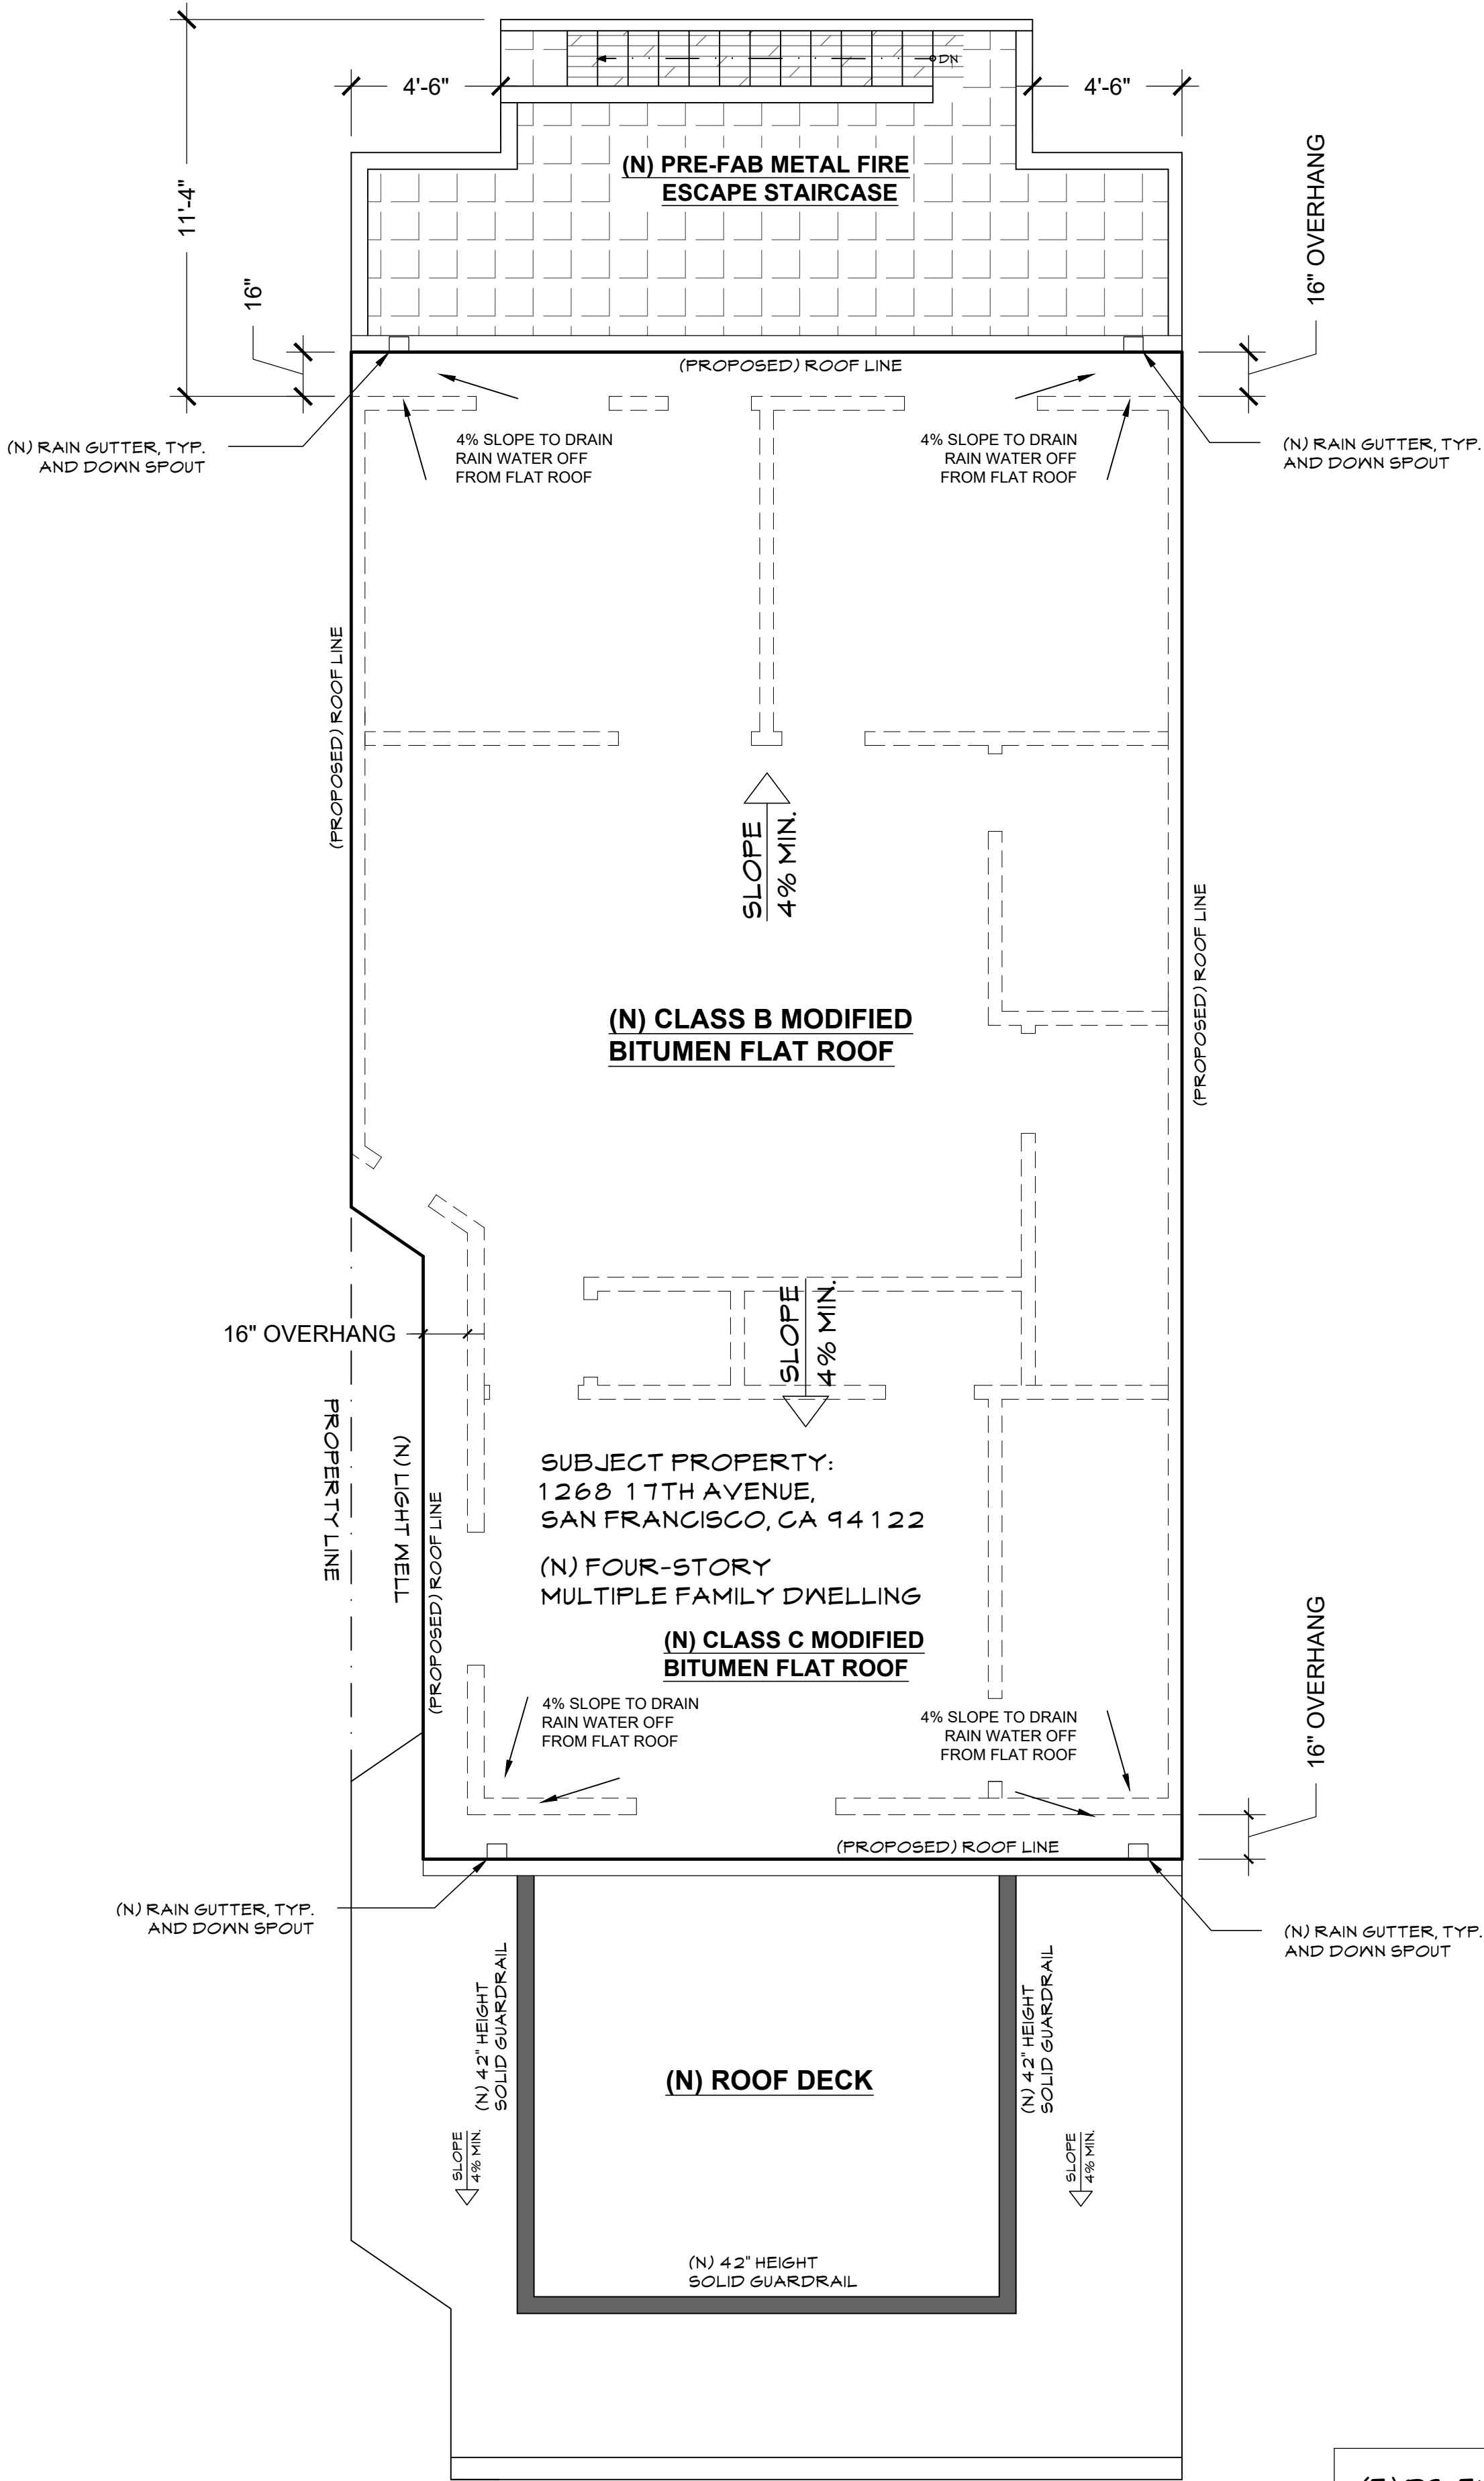 DN
4'-6"
4'-6"
(N) PRE-FAB METAL FIRE
ESCAPE STAIRCASE
11'-4"
16"
16" OVERHANG
(PROPOSED) ROOF LINE
(N) RAIN GUTTER, TYP.
AND DOWN SPOUT
4% SLOPE TO DRAIN
RAIN WATER OFF
FROM FLAT ROOF
4% SLOPE TO DRAIN
RAIN WATER OFF
FROM FLAT ROOF
(N) RAIN GUTTER, TYP.
AND DOWN SPOUT
(PROPOSED) ROOF LINE
SLOPE
4% MIN.
(PROPOSED) ROOF LINE
(N) CLASS B MODIFIED
BITUMEN FLAT ROOF
16" OVERHANG
SLOPE
4% MIN.
PROPERTY LINE
(N) LIGHT WELL
(PROPOSED) ROOF LINE
SUBJECT PROPERTY:
1268 17TH AVENUE,
SAN FRANCISCO, CA 94122
(N) FOUR-STORY
MULTIPLE FAMILY DWELLING
(N) CLASS C MODIFIED
BITUMEN FLAT ROOF
4% SLOPE TO DRAIN
RAIN WATER OFF
FROM FLAT ROOF
4% SLOPE TO DRAIN
RAIN WATER OFF
FROM FLAT ROOF
16" OVERHANG
(PROPOSED) ROOF LINE
(N) RAIN GUTTER, TYP.
AND DOWN SPOUT
(N) RAIN GUTTER, TYP.
AND DOWN SPOUT
(N) 42" HEIGHT
SOLID GUARDRAIL
(N) 42" HEIGHT
SOLID GUARDRAIL
(N) ROOF DECK
SLOPE
4% MIN.
SLOPE
4% MIN.
(N) 42" HEIGHT
SOLID GUARDRAIL